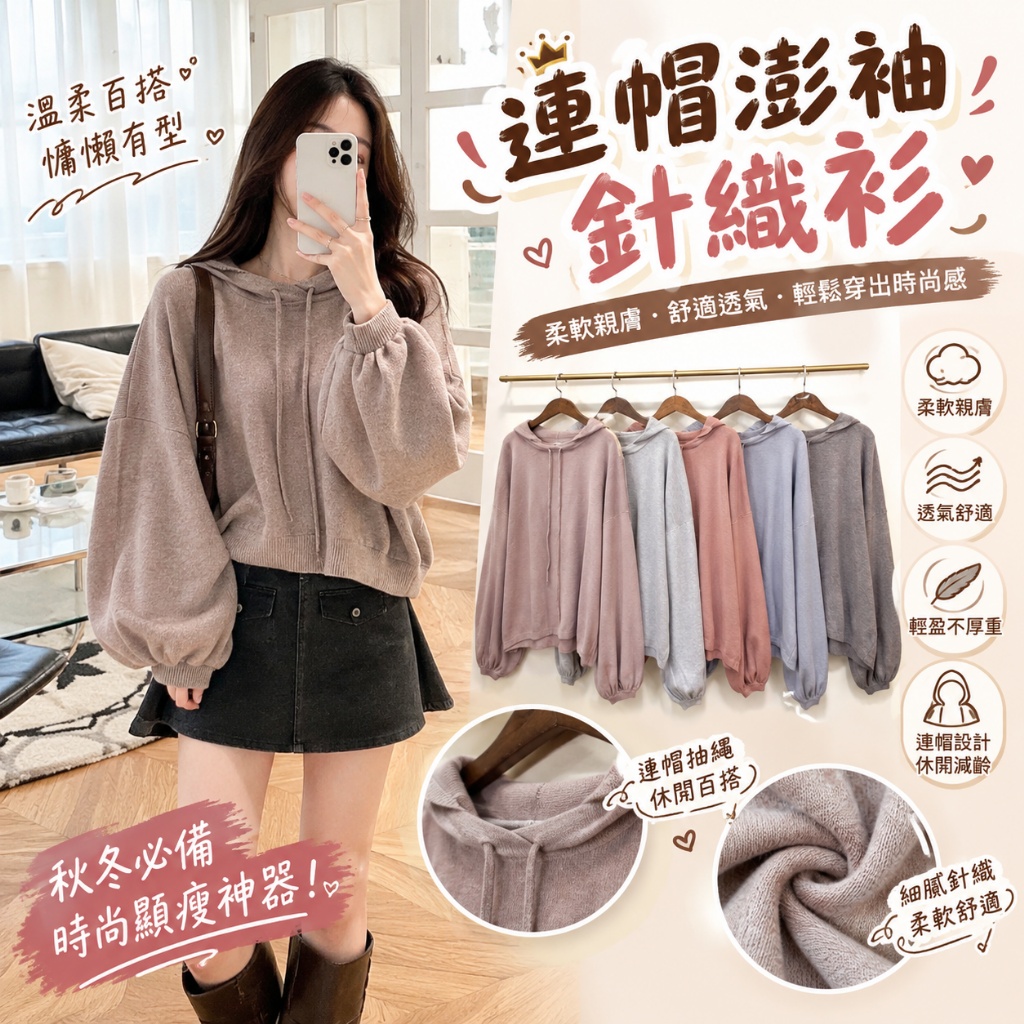 溫柔百搭
慵懶有型
連帽澎袖
針織衫
柔軟親膚・舒適透氣・輕鬆穿出時尚感
柔軟親膚
透氣舒適
輕盈不厚重
連帽設計
休閒減齡
連帽抽繩
休閒百搭
細膩針織
柔軟舒適
秋冬必備
時尚顯瘦神器!